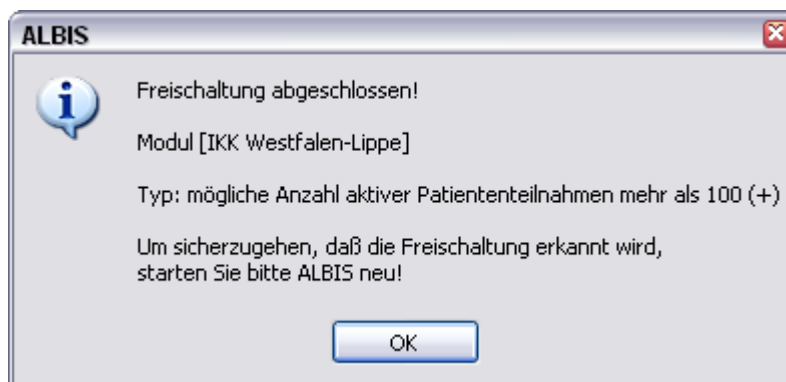 ALBIS
Freischaltung abgeschlossen!
Modul [IKK Westfalen-Lippe]
Typ: mögliche Anzahl aktiver Patiententeilnahmen mehr als 100 (+)
Um sicherzugehen, daß die Freischaltung erkannt wird,
starten Sie bitte ALBIS neu!
OK